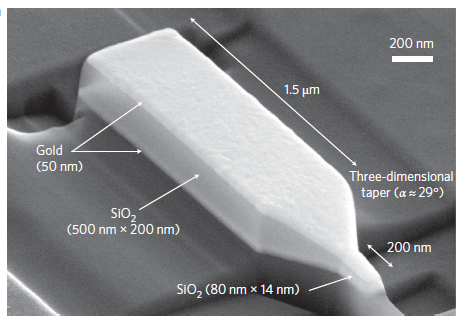 200 nm
1.5 μm
Gold
(50 nm)
Three-dimensional
taper (α ≈ 29°)
SiO₂
(500 nm × 200 nm)
200 nm
SiO₂ (80 nm × 14 nm)